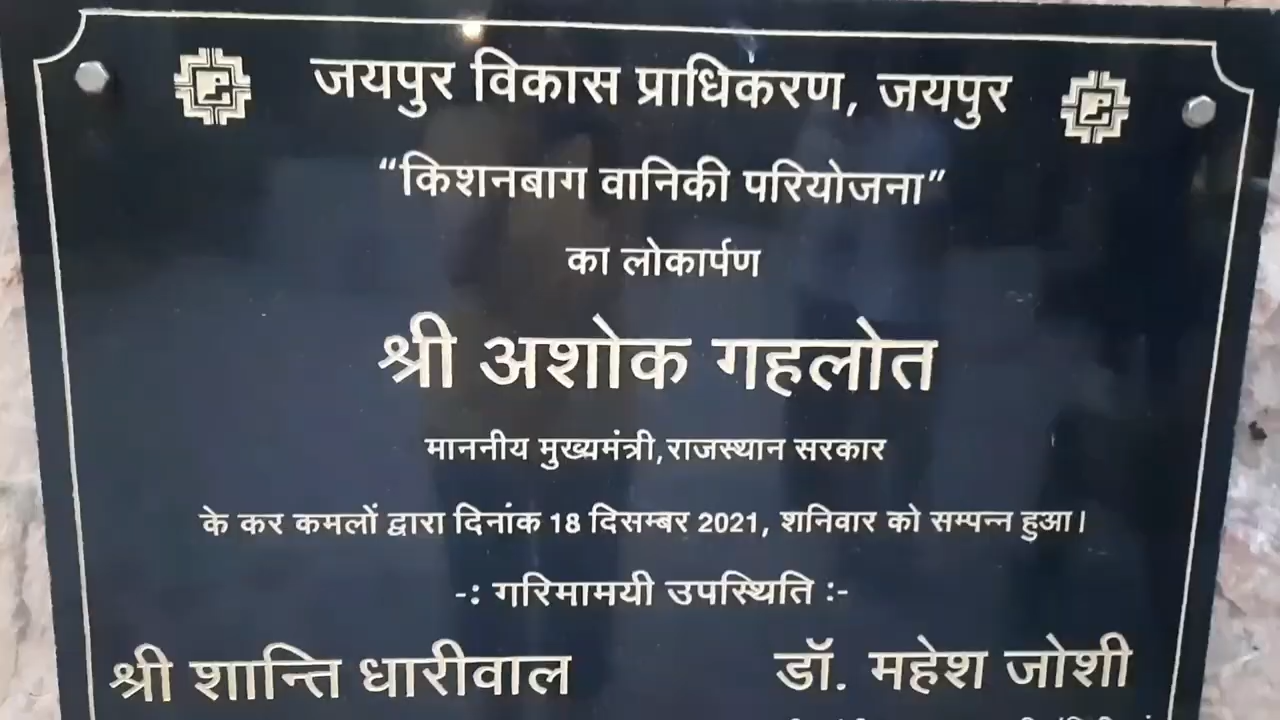 जयपुर विकास प्राधिकरण, जयपुर
“किशनबाग वानिकी परियोजना”
का लोकार्पण
श्री अशोक गहलोत
माननीय मुख्यमंत्री,राजस्थान सरकार
के कर कमलों द्वारा दिनांक 18 दिसम्बर 2021, शनिवार को सम्पन्न हुआ।
-: गरिमामयी उपस्थिति :-
श्री शान्ति धारीवाल डॉ. महेश जोशी